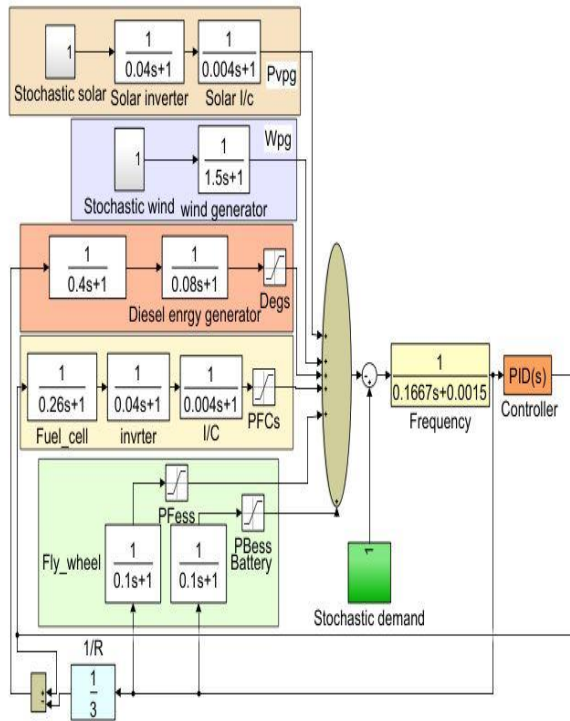 1
Stochastic solar
1
0.04s+1
Solar inverter
1
0.004s+1
Solar I/c
Pvpg
1
Stochastic wind
1
1.5s+1
wind generator
Wpg
1
0.4s+1
1
0.08s+1
Diesel enrgy generator
Degs
1
0.26s+1
Fuel_cell
1
0.04s+1
invrter
1
0.004s+1
I/C
PFCs
1
0.1667s+0.0015
Frequency
PID(s)
Controller
Fly_wheel
PFess
1
0.1s+1
PBess
Battery
1
0.1s+1
1
Stochastic demand
1/R
1
3